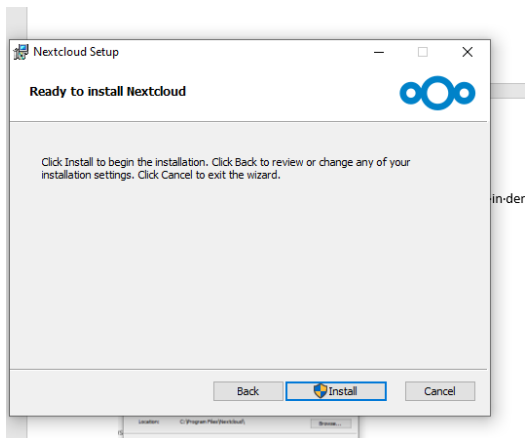 Nextcloud Setup
Ready to install Nextcloud
Click Install to begin the installation. Click Back to review or change any of your
installation settings. Click Cancel to exit the wizard.
in·der
Back
Install
Cancel
Location:
C:\Program Files\Nextcloud\
Browse...